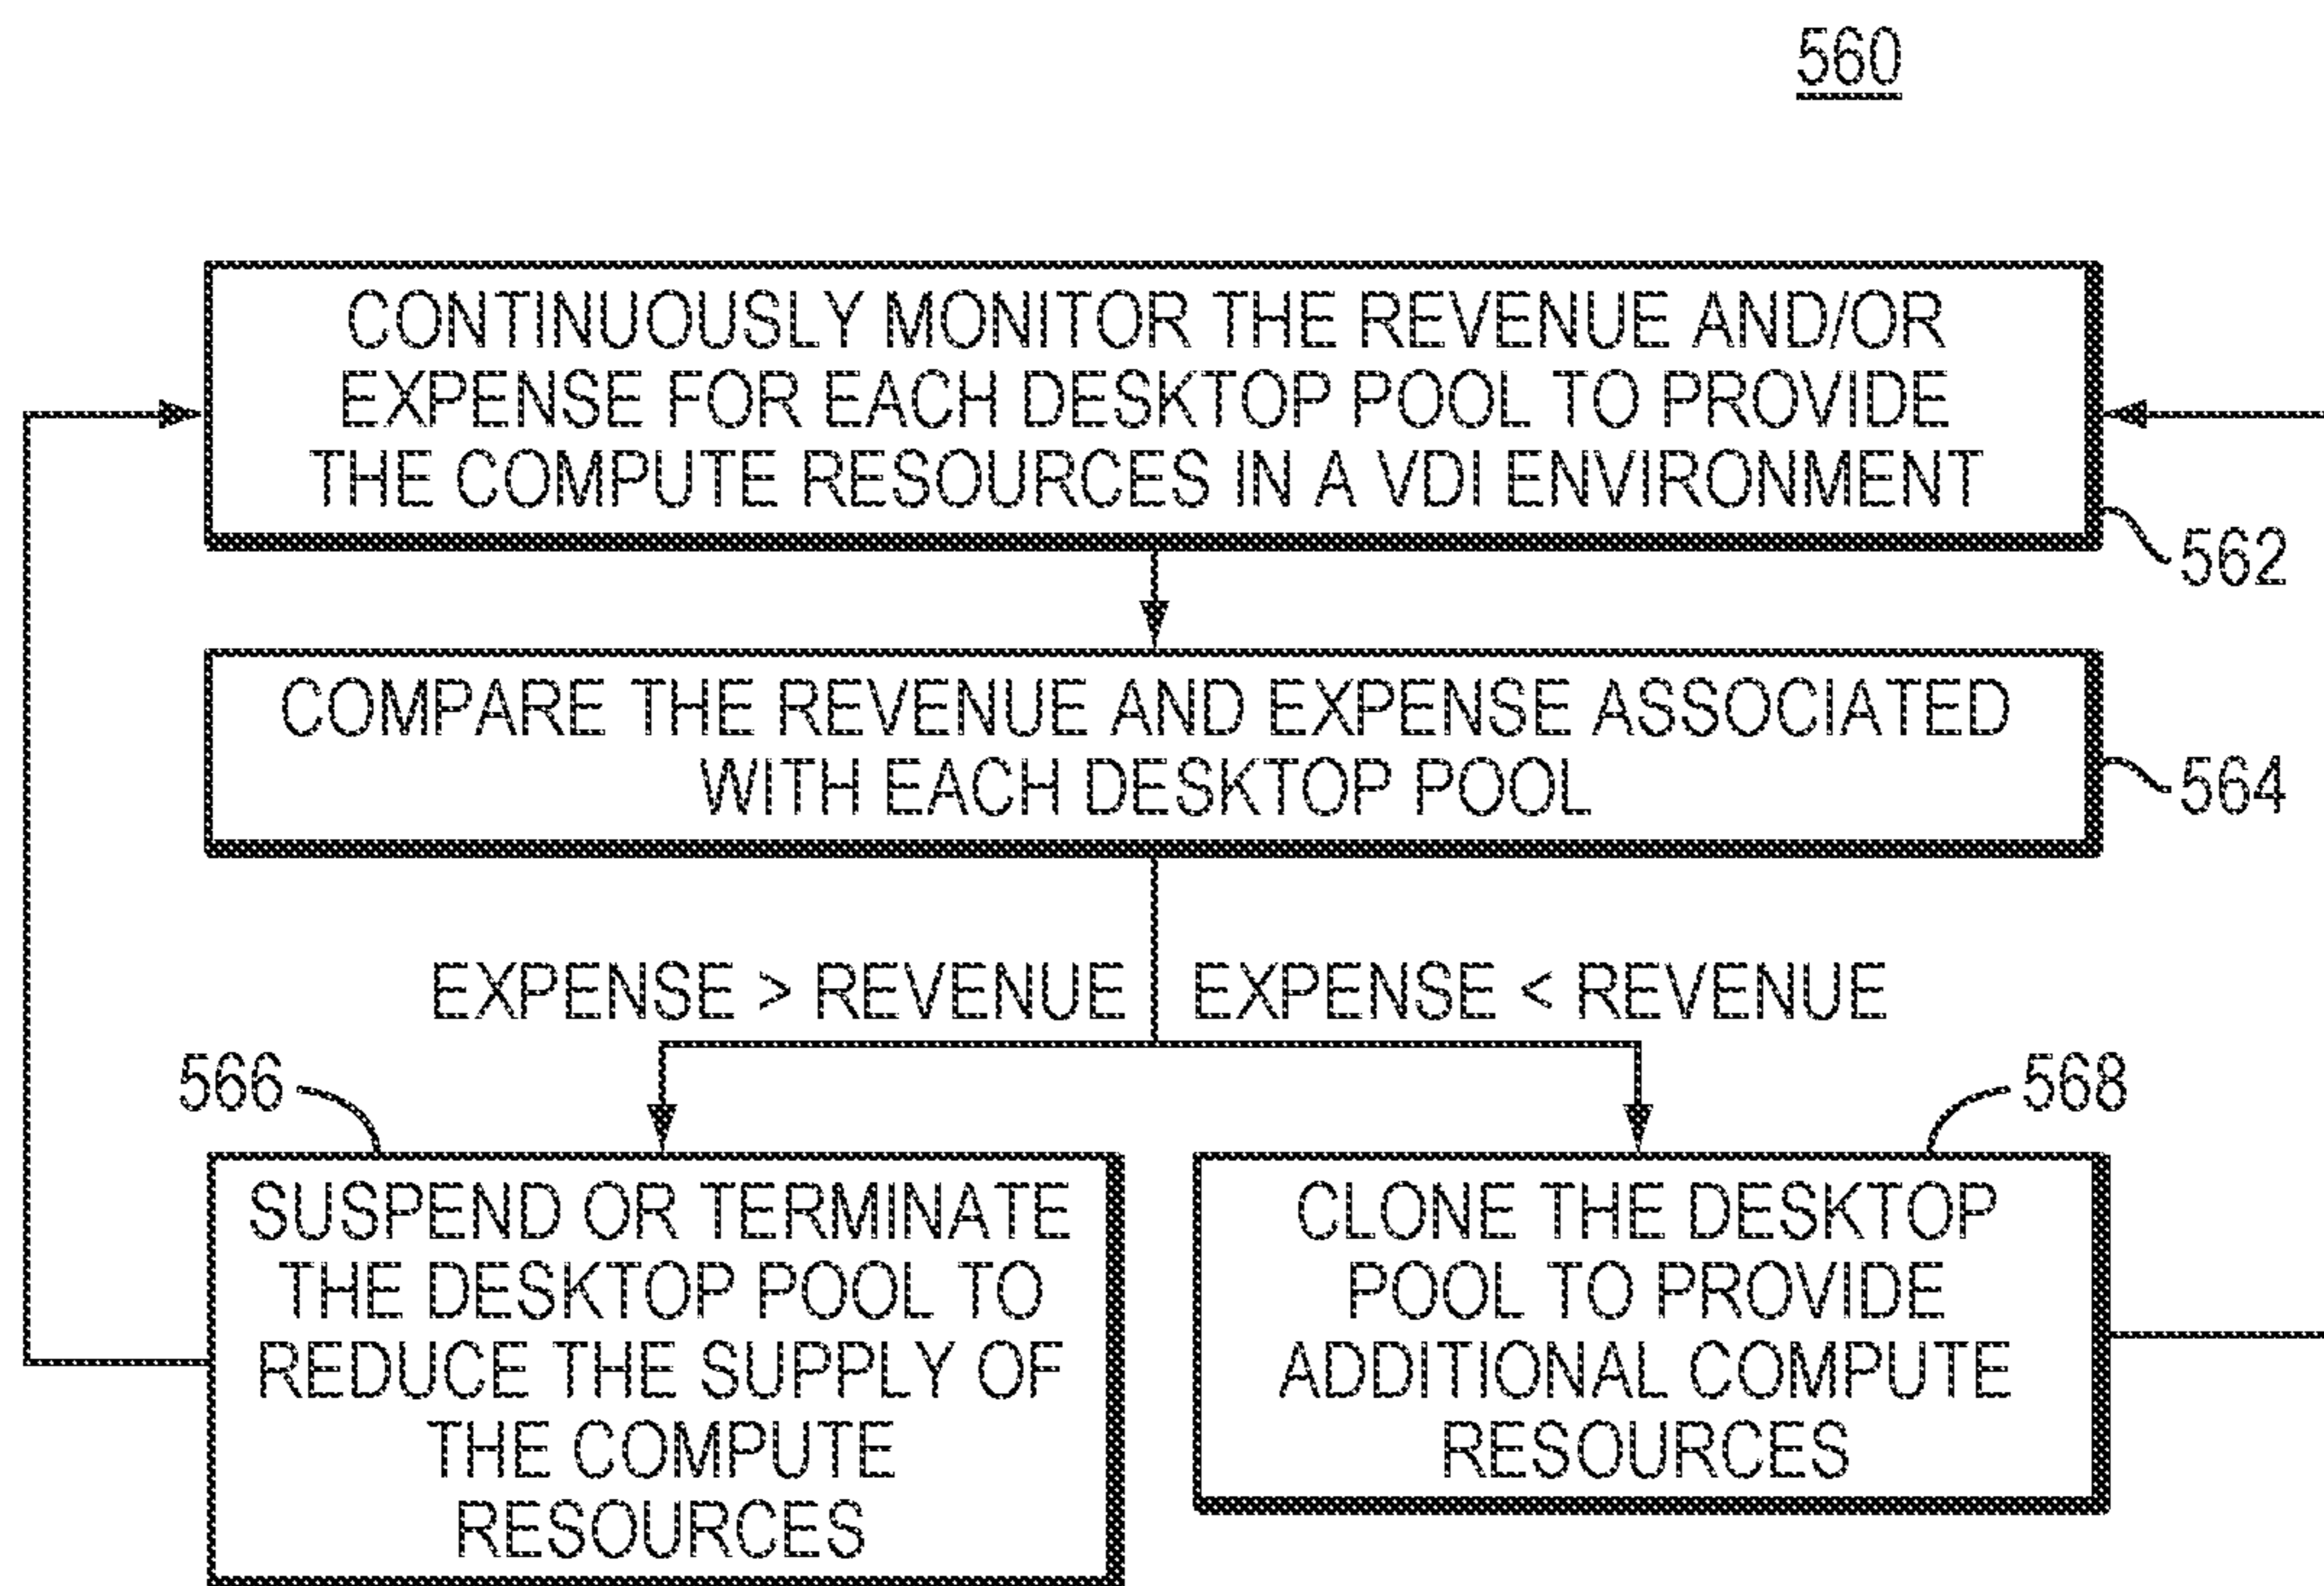 560
CONTINUOUSLY MONITOR THE REVENUE AND/OR
EXPENSE FOR EACH DESKTOP POOL TO PROVIDE
THE COMPUTE RESOURCES IN A VDI ENVIRONMENT
562
COMPARE THE REVENUE AND EXPENSE ASSOCIATED
WITH EACH DESKTOP POOL
564
EXPENSE > REVENUE
EXPENSE < REVENUE
566
SUSPEND OR TERMINATE
THE DESKTOP POOL TO
REDUCE THE SUPPLY OF
THE COMPUTE
RESOURCES
568
CLONE THE DESKTOP
POOL TO PROVIDE
ADDITIONAL COMPUTE
RESOURCES